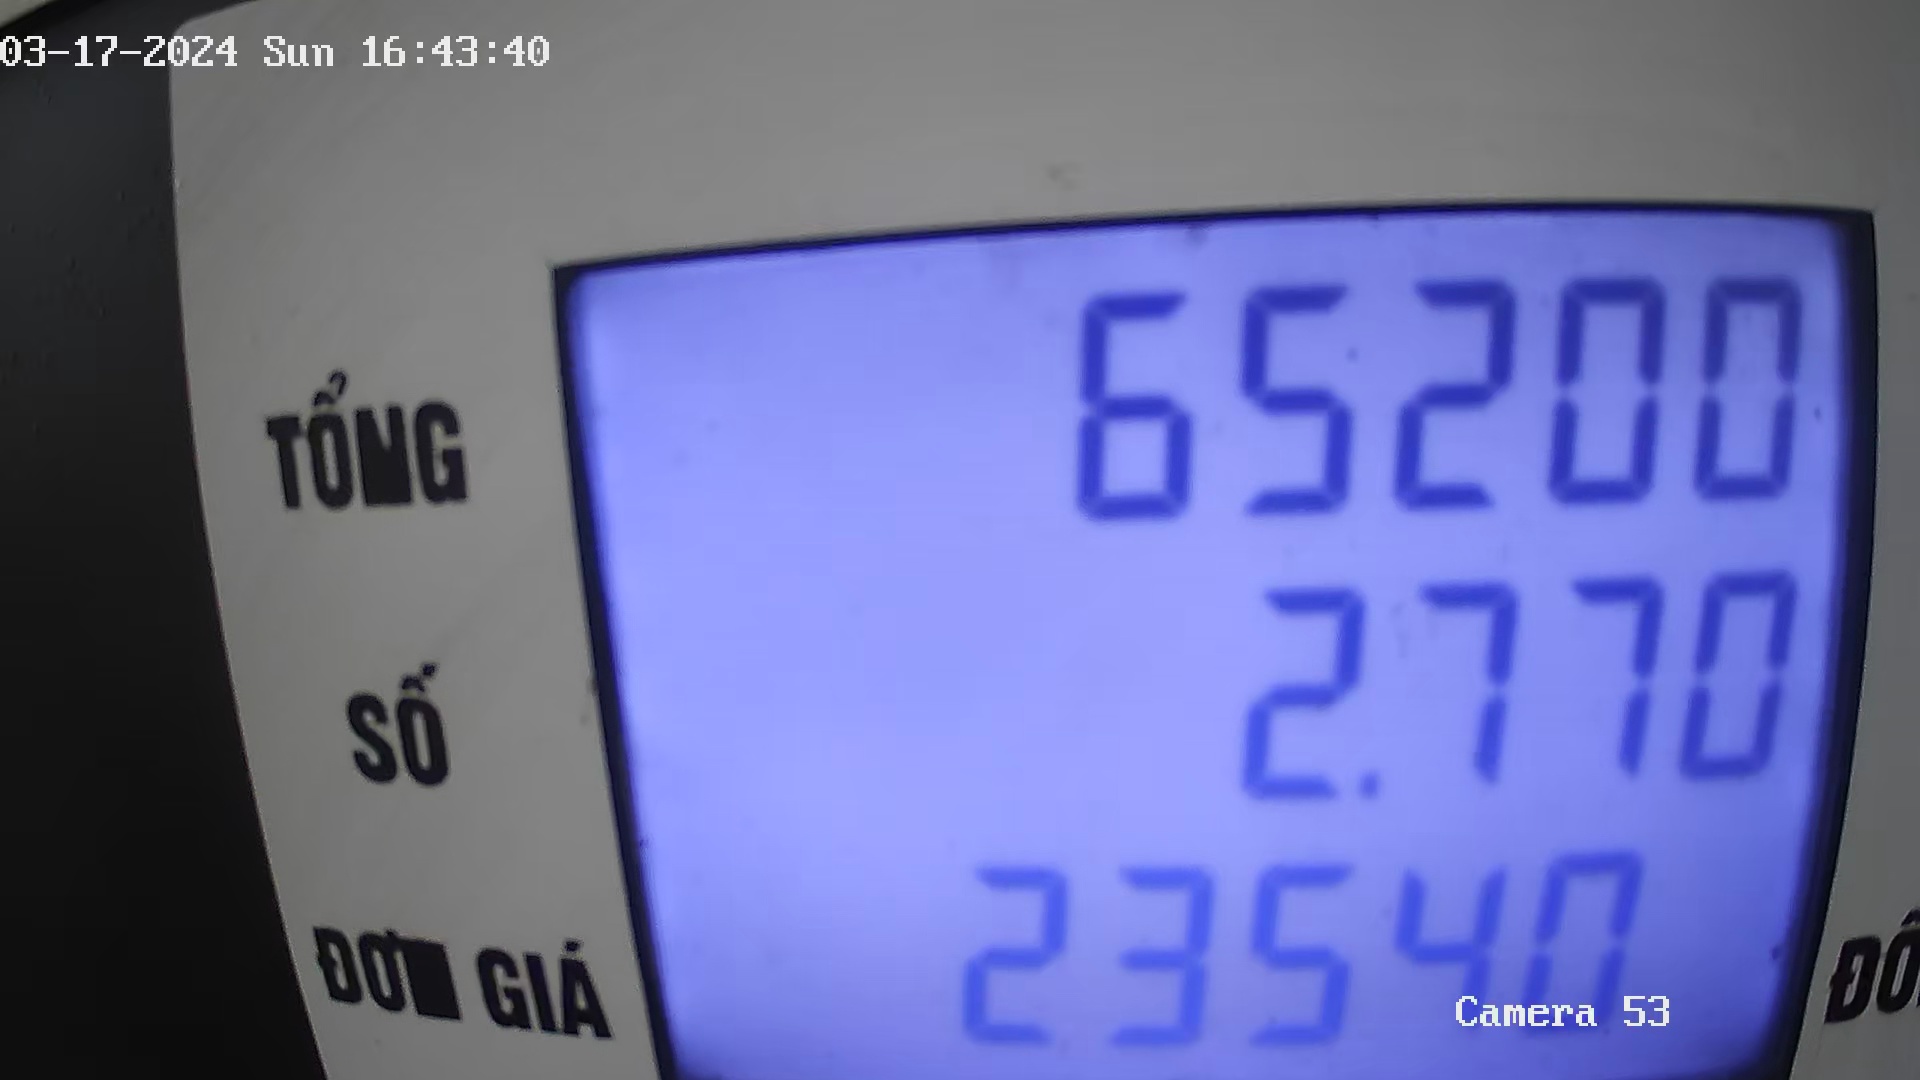 03-17-2024 Sun 16:43:40
TỔNG 65200
SỐ 2.770
ĐƠN GIÁ 23540
Camera 53